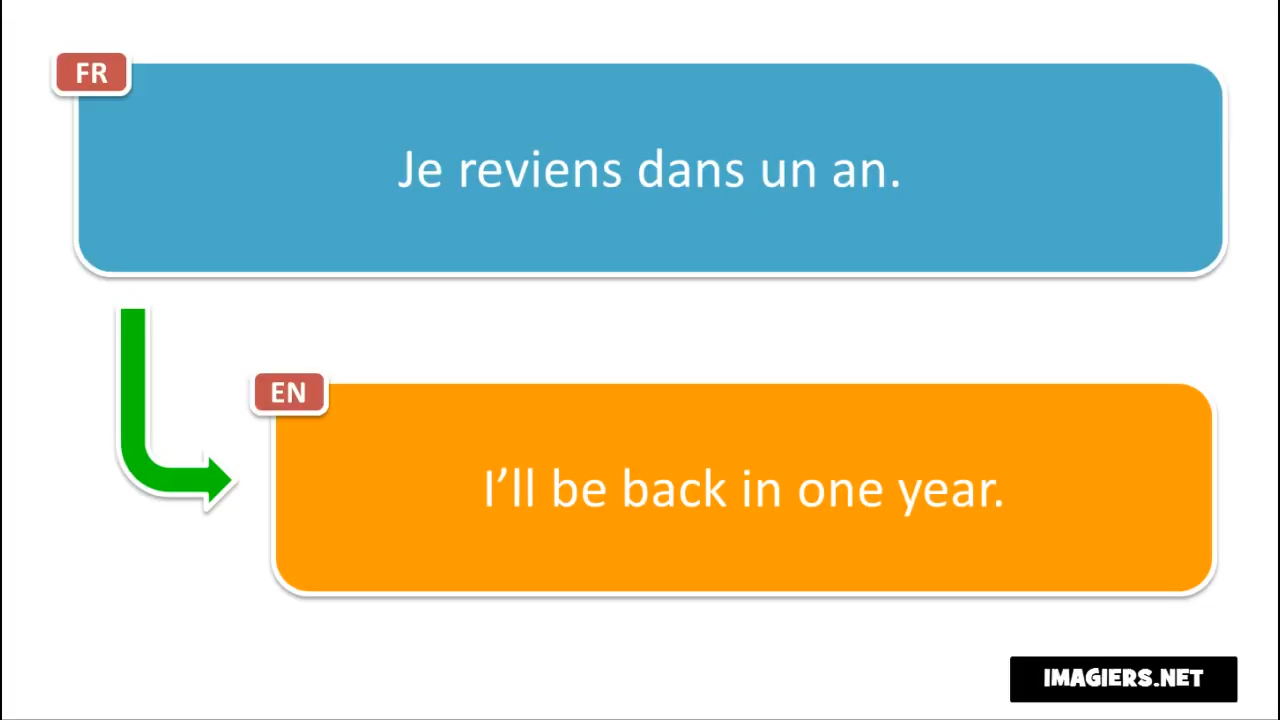 FR
Je reviens dans un an.
EN
I’ll be back in one year.
IMAGIERS.NET